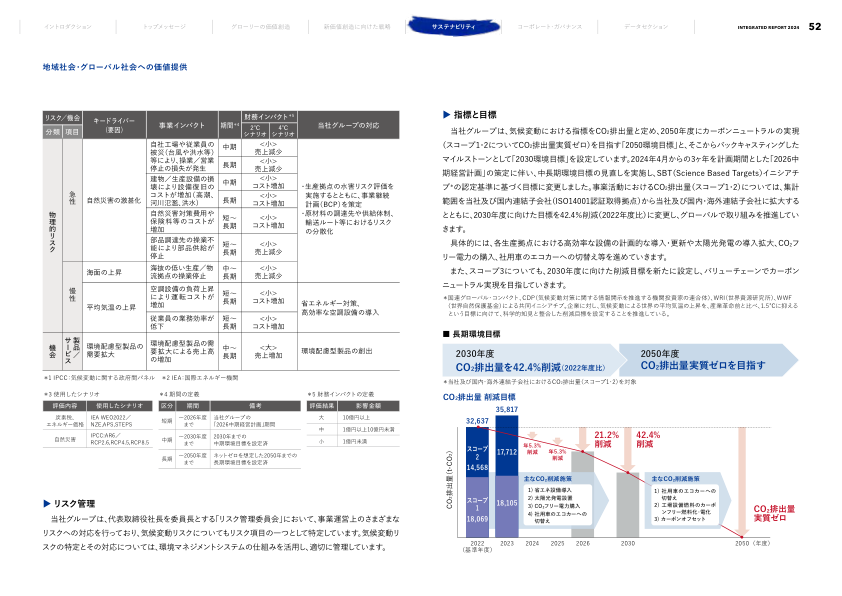 イントロダクション
トップメッセージ
グローリーの価値創造
新価値創造に向けた戦略
サステナビリティ
コーポレート・ガバナンス
データセクション
INTEGRATED REPORT 2024 52
地域社会・グローバル社会への価値提供
リスク／機会
分類 項目
キードライバー
（要因）
事業インパクト
期間*4
財務インパクト*5
2℃
シナリオ
4℃
シナリオ
当社グループの対応
物理的リスク
急性
自然災害の激甚化
自社工場や従業員の
被災（台風や洪水等）
等により、操業／営業
停止の損失が発生
中期
<小>
売上減少
長期
<小>
売上減少
建物／生産設備の損
壊により設備復旧の
コストが増加（高潮、
河川氾濫、洪水）
中期
<小>
コスト増加
長期
<小>
コスト増加
自然災害対策費用や
保険料等のコストが
増加
短～
長期
<小>
コスト増加
部品調達先の操業不
能により部品供給が
停止
短～
長期
<小>
売上減少
・生産拠点の水害リスク評価を
実施するとともに、事業継続
計画（BCP）を策定
・原材料の調達先や供給体制、
輸送ルート等におけるリスク
の分散化
慢性
海面の上昇
海抜の低い生産／物
流拠点の操業停止
中～
長期
<小>
売上減少
平均気温の上昇
空調設備の負荷上昇
により運転コストが
増加
短～
長期
<小>
コスト増加
従業員の業務効率が
低下
短～
長期
<小>
コスト増加
省エネルギー対策、
高効率な空調設備の導入
機会
製品／サービス
環境配慮型製品の
需要拡大
環境配慮型製品の需
要拡大による売上高
の増加
中～
長期
<大>
売上増加
環境配慮型製品の創出
*1 IPCC：気候変動に関する政府間パネル *2 IEA：国際エネルギー機関
*3 使用したシナリオ
評価内容 使用したシナリオ
炭素税、
エネルギー価格
IEA WEO2022／
NZE,APS,STEPS
自然災害
IPCC:AR6／
RCP2.6,RCP4.5,RCP8.5
*4 期間の定義
区分 期間 備考
短期
～2026年度
まで
当社グループの
「2026中期経営計画」期間
中期
～2030年度
まで
2030年までの
中期環境目標を設定済
長期
～2050年度
まで
ネットゼロを想定した2050年までの
長期環境目標を設定済
*5 財務インパクトの定義
評価結果 影響金額
大 10億円以上
中 1億円以上10億円未満
小 1億円未満
▶ リスク管理
当社グループは、代表取締役社長を委員長とする「リスク管理委員会」において、事業運営上のさまざまな
リスクへの対応を行っており、気候変動リスクについてもリスク項目の一つとして特定しています。気候変動リ
スクの特定とその対応については、環境マネジメントシステムの仕組みを活用し、適切に管理しています。
▶ 指標と目標
当社グループは、気候変動における指標をCO₂排出量と定め、2050年度にカーボンニュートラルの実現
（スコープ1・2についてCO₂排出量実質ゼロ）を目指す「2050環境目標」と、そこからバックキャスティングした
マイルストーンとして「2030環境目標」を設定しています。2024年4月からの3ヶ年を計画期間とした「2026中
期経営計画」の策定に伴い、中長期環境目標の見直しを実施し、SBT（Science Based Targets）イニシアチ
ブ*の認定基準に基づく目標に変更しました。事業活動におけるCO₂排出量（スコープ1・2）については、集計
範囲を当社及び国内連結子会社（ISO14001認証取得拠点）から当社及び国内・海外連結子会社に拡大する
とともに、2030年度に向けた目標を42.4%削減（2022年度比）に変更し、グローバルで取り組みを推進してい
きます。
具体的には、各生産拠点における高効率な設備の計画的な導入・更新や太陽光発電の導入拡大、CO₂フ
リー電力の購入、社用車のエコカーへの切替え等を進めていきます。
また、スコープ3についても、2030年度に向けた削減目標を新たに設定し、バリューチェーンでカーボン
ニュートラル実現を目指していきます。
*国連グローバル・コンパクト、CDP（気候変動対策に関する情報開示を推進する機関投資家の連合体）、WRI（世界資源研究所）、WWF
（世界自然保護基金）による共同イニシアチブ。企業に対し、気候変動による世界の平均気温の上昇を、産業革命前と比べ、1.5℃に抑える
という目標に向けて、科学的知見と整合した削減目標を設定することを推進している。
■ 長期環境目標
2030年度
CO₂排出量を42.4%削減（2022年度比）
2050年度
CO₂排出量実質ゼロを目指す
*当社及び国内・海外連結子会社におけるCO₂排出量（スコープ1・2）を対象
CO₂排出量 削減目標
CO₂排出量（t-CO₂）
32,637
35,817
スコープ
2
14,568
17,712
スコープ
1
18,069
18,105
年5.3%
削減
年5.3%
削減
21.2%
削減
42.4%
削減
主なCO₂削減施策
1）省エネ設備導入
2）太陽光発電設置
3）CO₂フリー電力購入
4）社用車のエコカーへの
切替え
主なCO₂削減施策
1）社用車のエコカーへの
切替え
2）工場設備燃料のカーボ
ンフリー燃料化・電化
3）カーボンオフセット
CO₂排出量
実質ゼロ
2022
（基準年度）
2023
2024
2025
2026
2030
2050（年度）